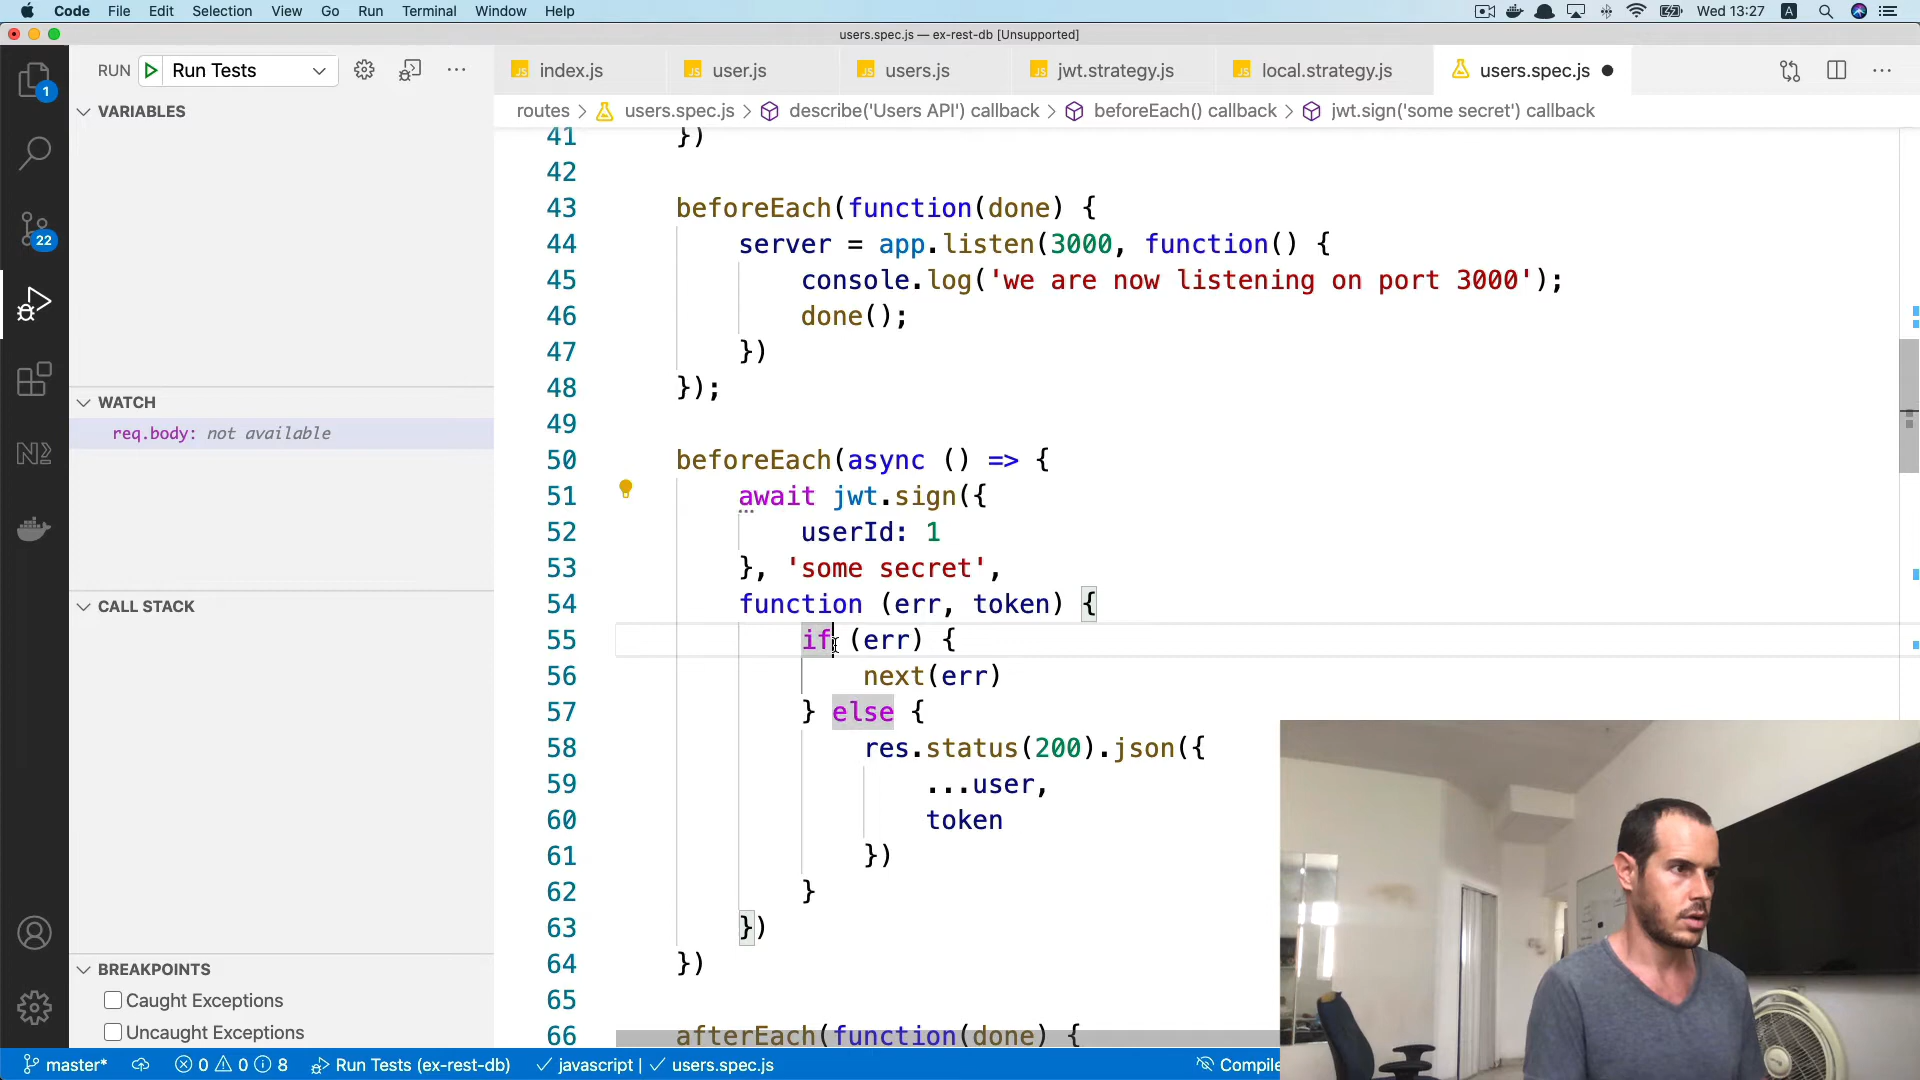 Code File Edit Selection View Go Run Terminal Window Help Wed 13:27 A
users.spec.js — ex-rest-db [Unsupported]
RUN Run Tests
index.js user.js users.js jwt.strategy.js local.strategy.js users.spec.js
routes > users.spec.js > describe('Users API') callback > beforeEach() callback > jwt.sign('some secret') callback
1
22
VARIABLES
WATCH
req.body: not available
CALL STACK
BREAKPOINTS
Caught Exceptions
Uncaught Exceptions
41 })
42
43 beforeEach(function(done) {
44 server = app.listen(3000, function() {
45 console.log('we are now listening on port 3000');
46 done();
47 })
48 });
49
50 beforeEach(async () => {
51 await jwt.sign({
52 userId: 1
53 }, 'some secret',
54 function (err, token) {
55 if (err) {
56 next(err)
57 } else {
58 res.status(200).json({
59 ...user,
60 token
61 })
62 }
63 })
64 })
65
66 afterEach(function(done) {
master* 0 0 8 Run Tests (ex-rest-db) javascript | users.spec.js Compile